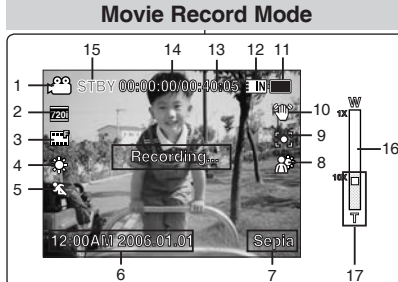 Movie Record Mode
15 14 13 12 11
1 STBY 00:00:00/00:40:05 IN
2 720i
3 F
4
5
10
9
8
Recording...
12:00AM 2006.01.01 Sepia
6 7
W
1X
16
10X
T
17